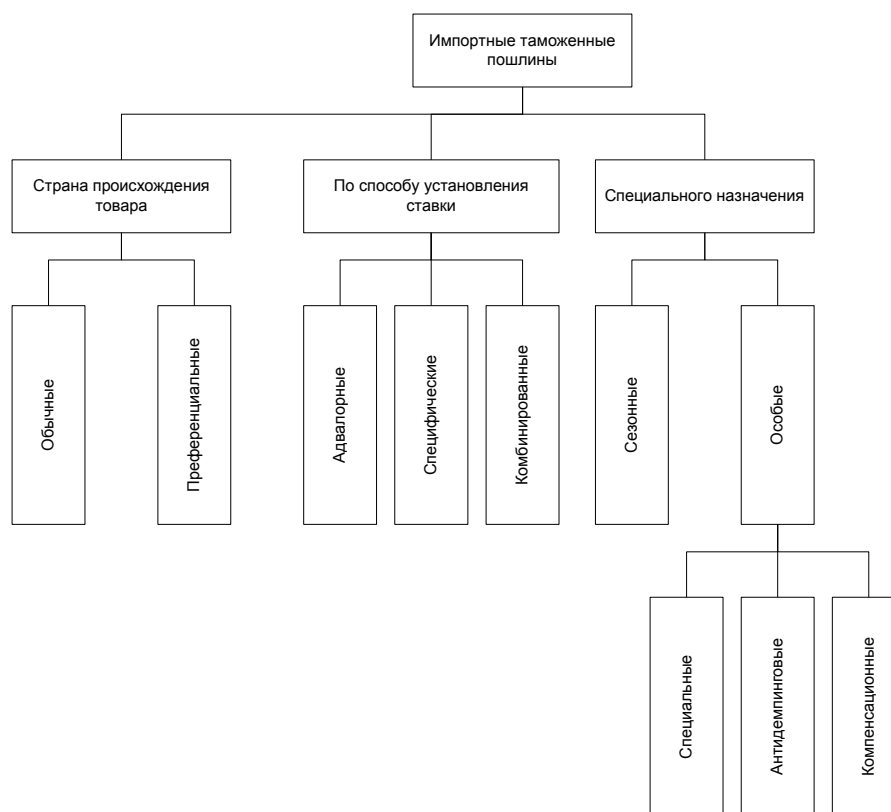 Импортные таможенные
пошлины
Страна происхождения
товара
По способу установления
ставки
Специального назначения
Обычные
Преференциальные
Адвалорные
Специфические
Комбинированные
Сезонные
Особые
Специальные
Антидемпинговые
Компенсационные